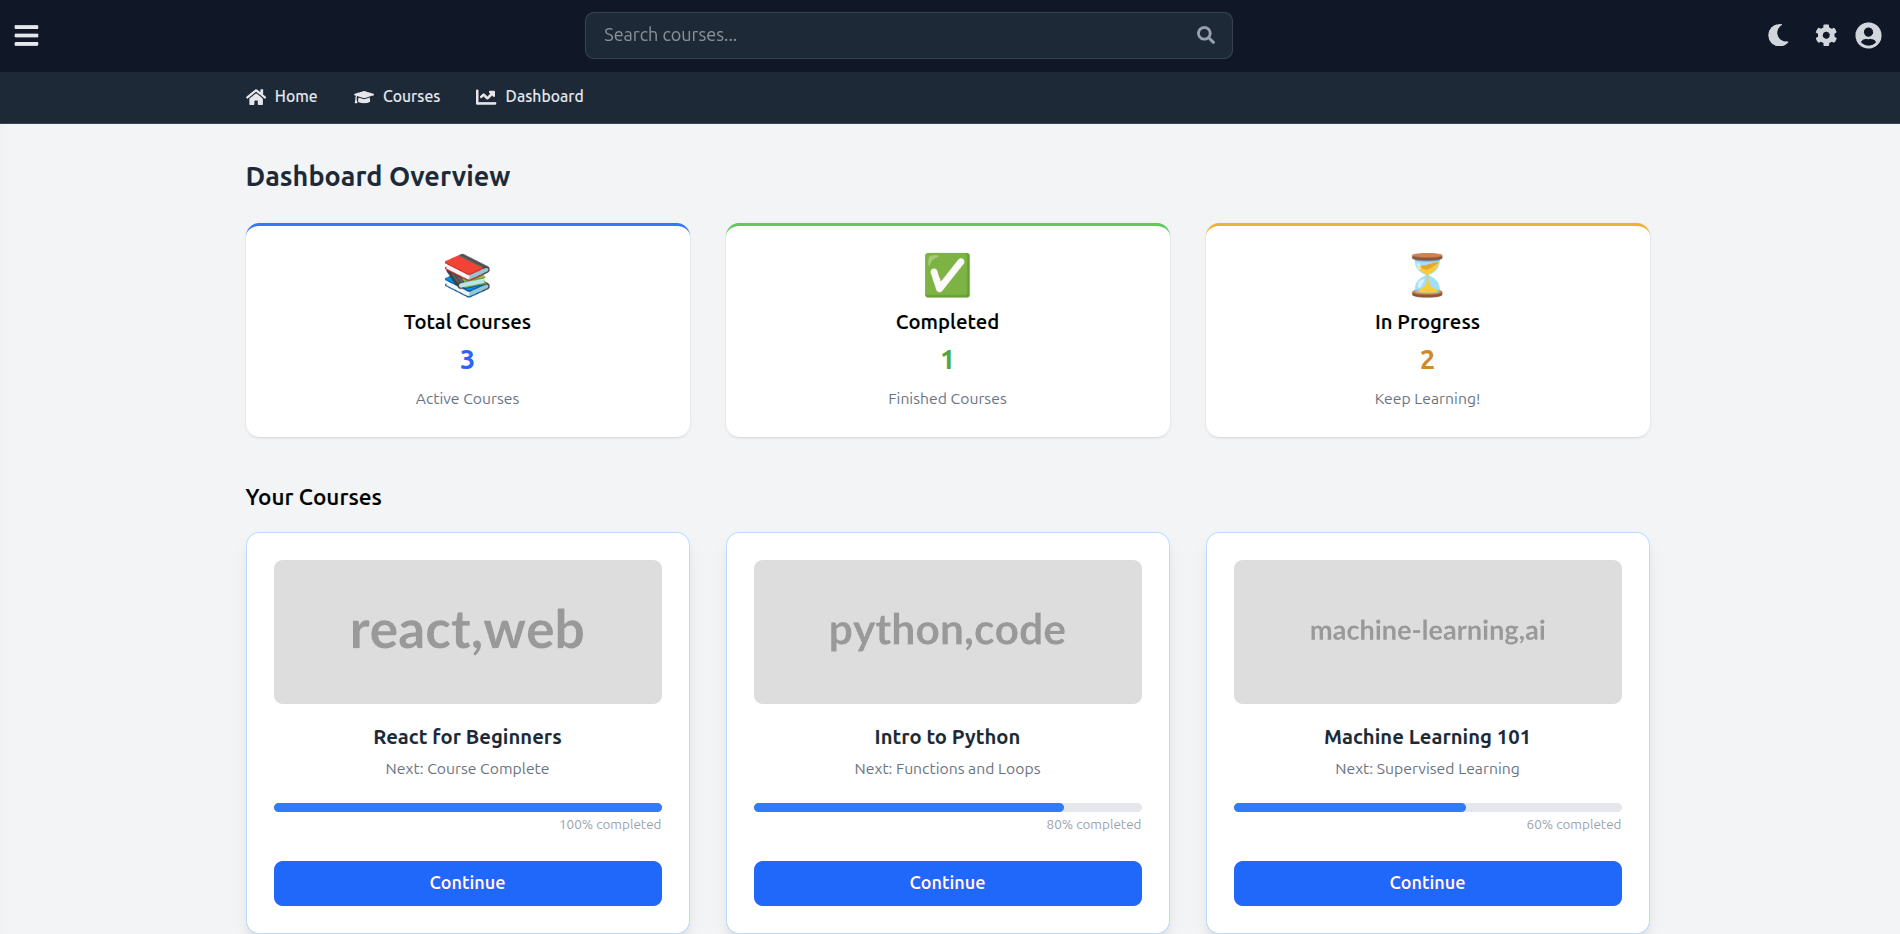 Search courses...
Home Courses Dashboard
Dashboard Overview
Total Courses
3
Active Courses
Completed
1
Finished Courses
In Progress
2
Keep Learning!
Your Courses
react,web
React for Beginners
Next: Course Complete
100% completed
Continue
python,code
Intro to Python
Next: Functions and Loops
80% completed
Continue
machine-learning,ai
Machine Learning 101
Next: Supervised Learning
60% completed
Continue